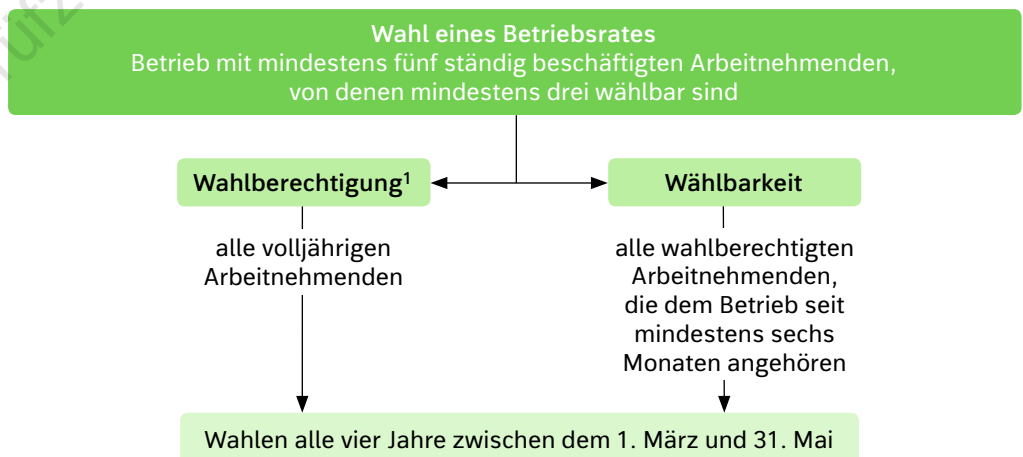 Wahl eines Betriebsrates
Betrieb mit mindestens fünf ständig beschäftigten Arbeitnehmenden,
von denen mindestens drei wählbar sind
Wahlberechtigung¹
Wählbarkeit
alle volljährigen
Arbeitnehmenden
alle wahlberechtigten
Arbeitnehmenden,
die dem Betrieb seit
mindestens sechs
Monaten angehören
Wahlen alle vier Jahre zwischen dem 1. März und 31. Mai